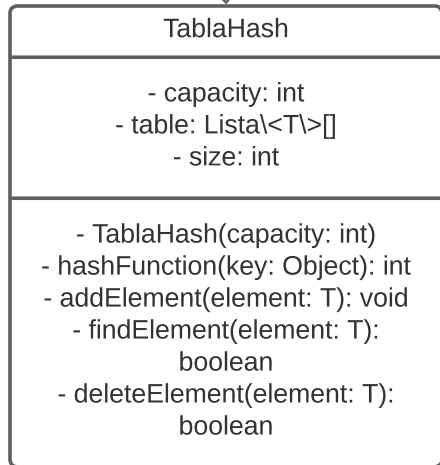 TablaHash
- capacity: int
- table: Lista\<T\>[]
- size: int
- TablaHash(capacity: int)
- hashFunction(key: Object): int
- addElement(element: T): void
- findElement(element: T):
boolean
- deleteElement(element: T):
boolean